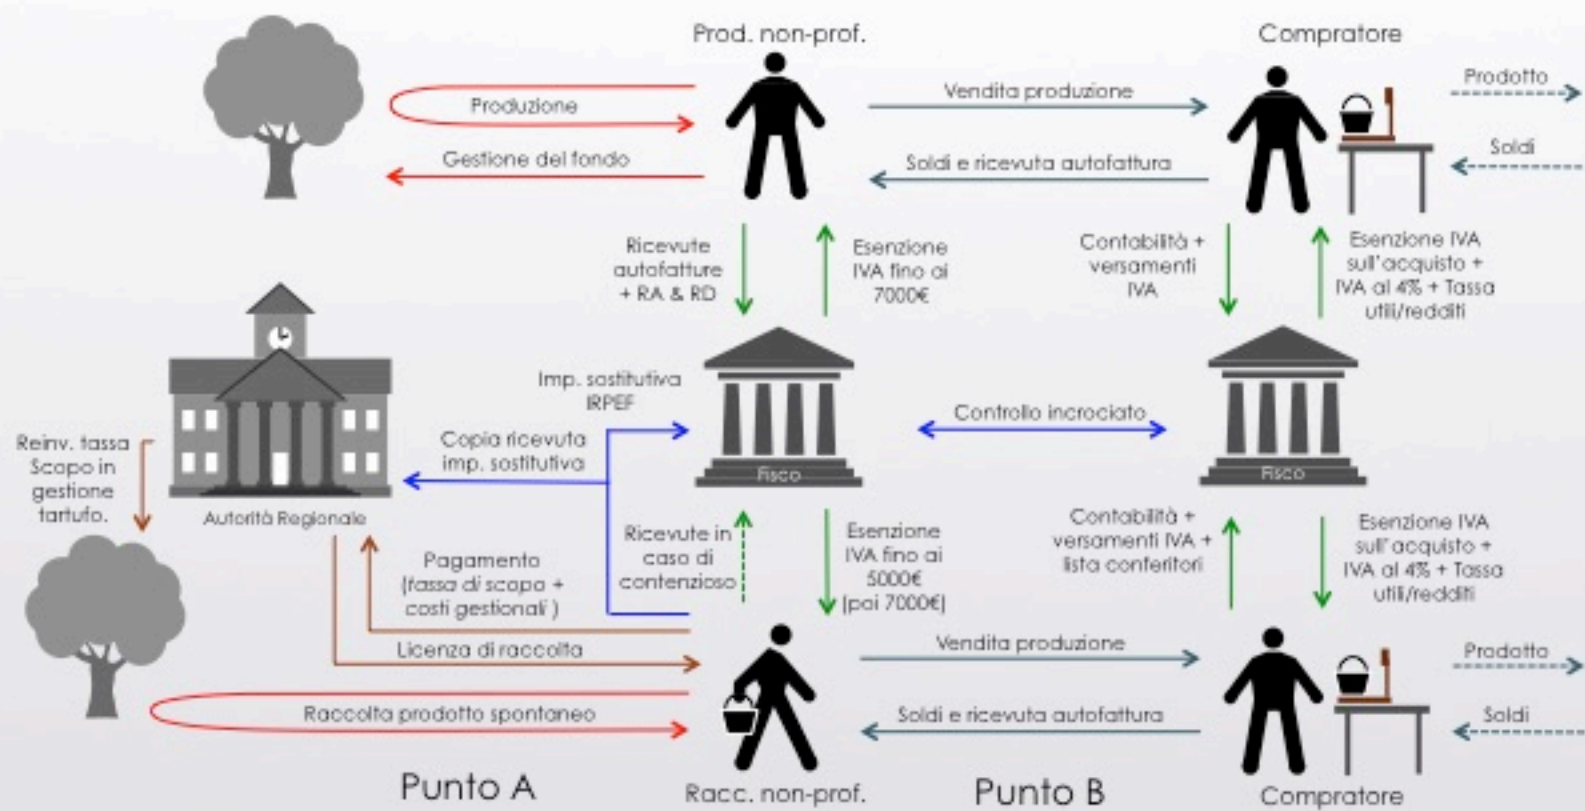 Prod. non-prof.
Compratore
Produzione
Vendita produzione
Prodotto
Gestione del fondo
Soldi e ricevuta autofattura
Soldi
Ricevute
autofatture
+ RA & RD
Esenzione
IVA fino ai
7000€
Contabilità +
versamenti
IVA
Esenzione IVA
sull'acquisto +
IVA al 4% + Tassa
utili/redditi
Imp. sostitutiva
IRPEF
Controllo incrociato
Copia ricevuta
imp. sostitutiva
Fisco
Fisco
Reinv. tassa
Scopo in
gestione
tartufo.
Autorità Regionale
Pagamento
(tassa di scopo +
costi gestionali )
Ricevute in
caso di
contenzioso
Esenzione
IVA fino ai
5000€
(poi 7000€)
Contabilità +
versamenti IVA +
lista conferitori
Esenzione IVA
sull'acquisto +
IVA al 4% + Tassa
utili/redditi
Licenza di raccolta
Vendita produzione
Prodotto
Raccolta prodotto spontaneo
Soldi e ricevuta autofattura
Soldi
Punto A
Racc. non-prof.
Punto B
Compratore